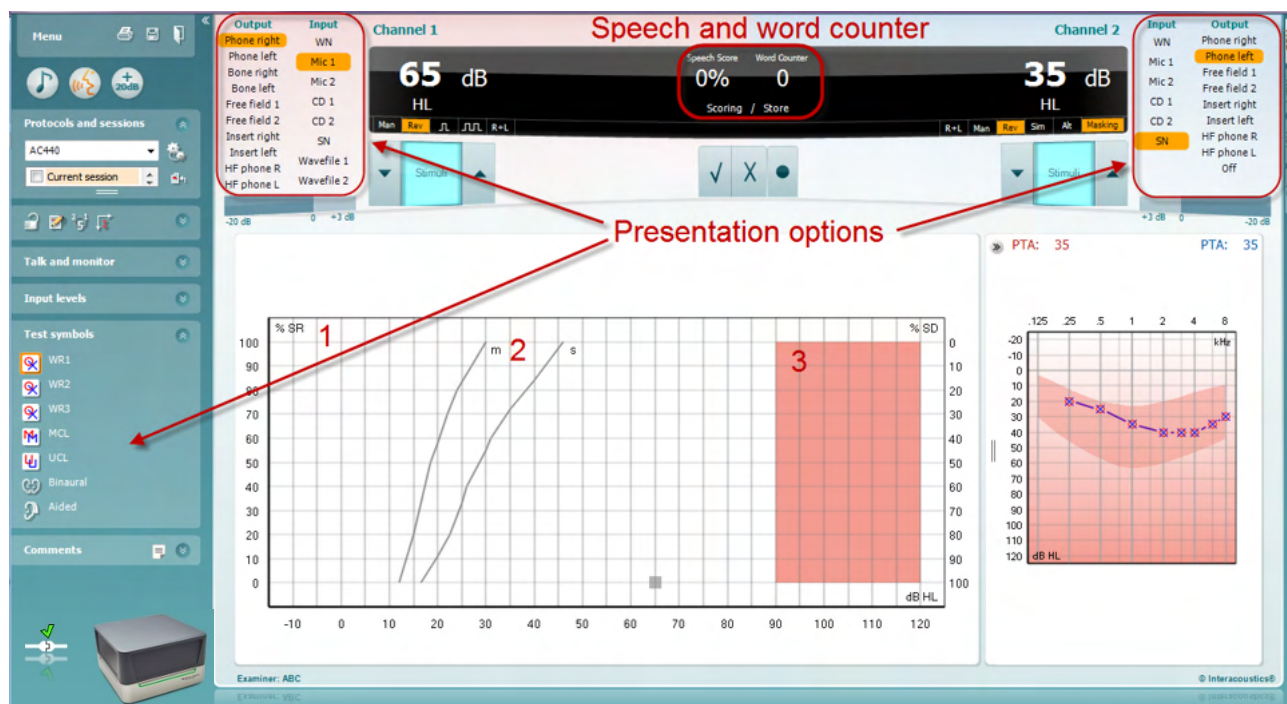 Menu
20dB
Protocols and sessions
AC440
Current session
Talk and monitor
Input levels
Test symbols
WR1
WR2
WR3
MCL
UCL
Binaural
Aided
Comments
Output Input
Phone right WN
Phone left Mic 1
Bone right Mic 2
Bone left
Free field 1 CD 1
Free field 2 CD 2
Insert right SN
Insert left Wavefile 1
HF phone R Wavefile 2
HF phone L
Channel 1
Speech and word counter
Channel 2
65 dB
HL
Man Rev R+L
Speech Score Word Counter
0% 0
Scoring / Store
35 dB
HL
R+L Man Rev Sim Alt Masking
Input Output
WN Phone right
Mic 1 Phone left
Mic 2 Free field 1
Free field 2
CD 1 Insert right
CD 2 Insert left
SN HF phone R
HF phone L
Off
Stimuli
Stimuli
-20 dB 0 +3 dB
+3 dB 0 -20 dB
Presentation options
% SR 1
m 2 s
3
% SD
100 90 80 70 60 50 40 30 20 10 0
0 10 20 30 40 50 60 70 80 90 100
dB HL
-10 0 10 20 30 40 50 60 70 80 90 100 110 120
PTA: 35 PTA: 35
.125 .25 .5 1 2 4 8
kHz
-20 -10 0 10 20 30 40 50 60 70 80 90 100 110 120
dB HL
Examiner: ABC
© Interacoustics®